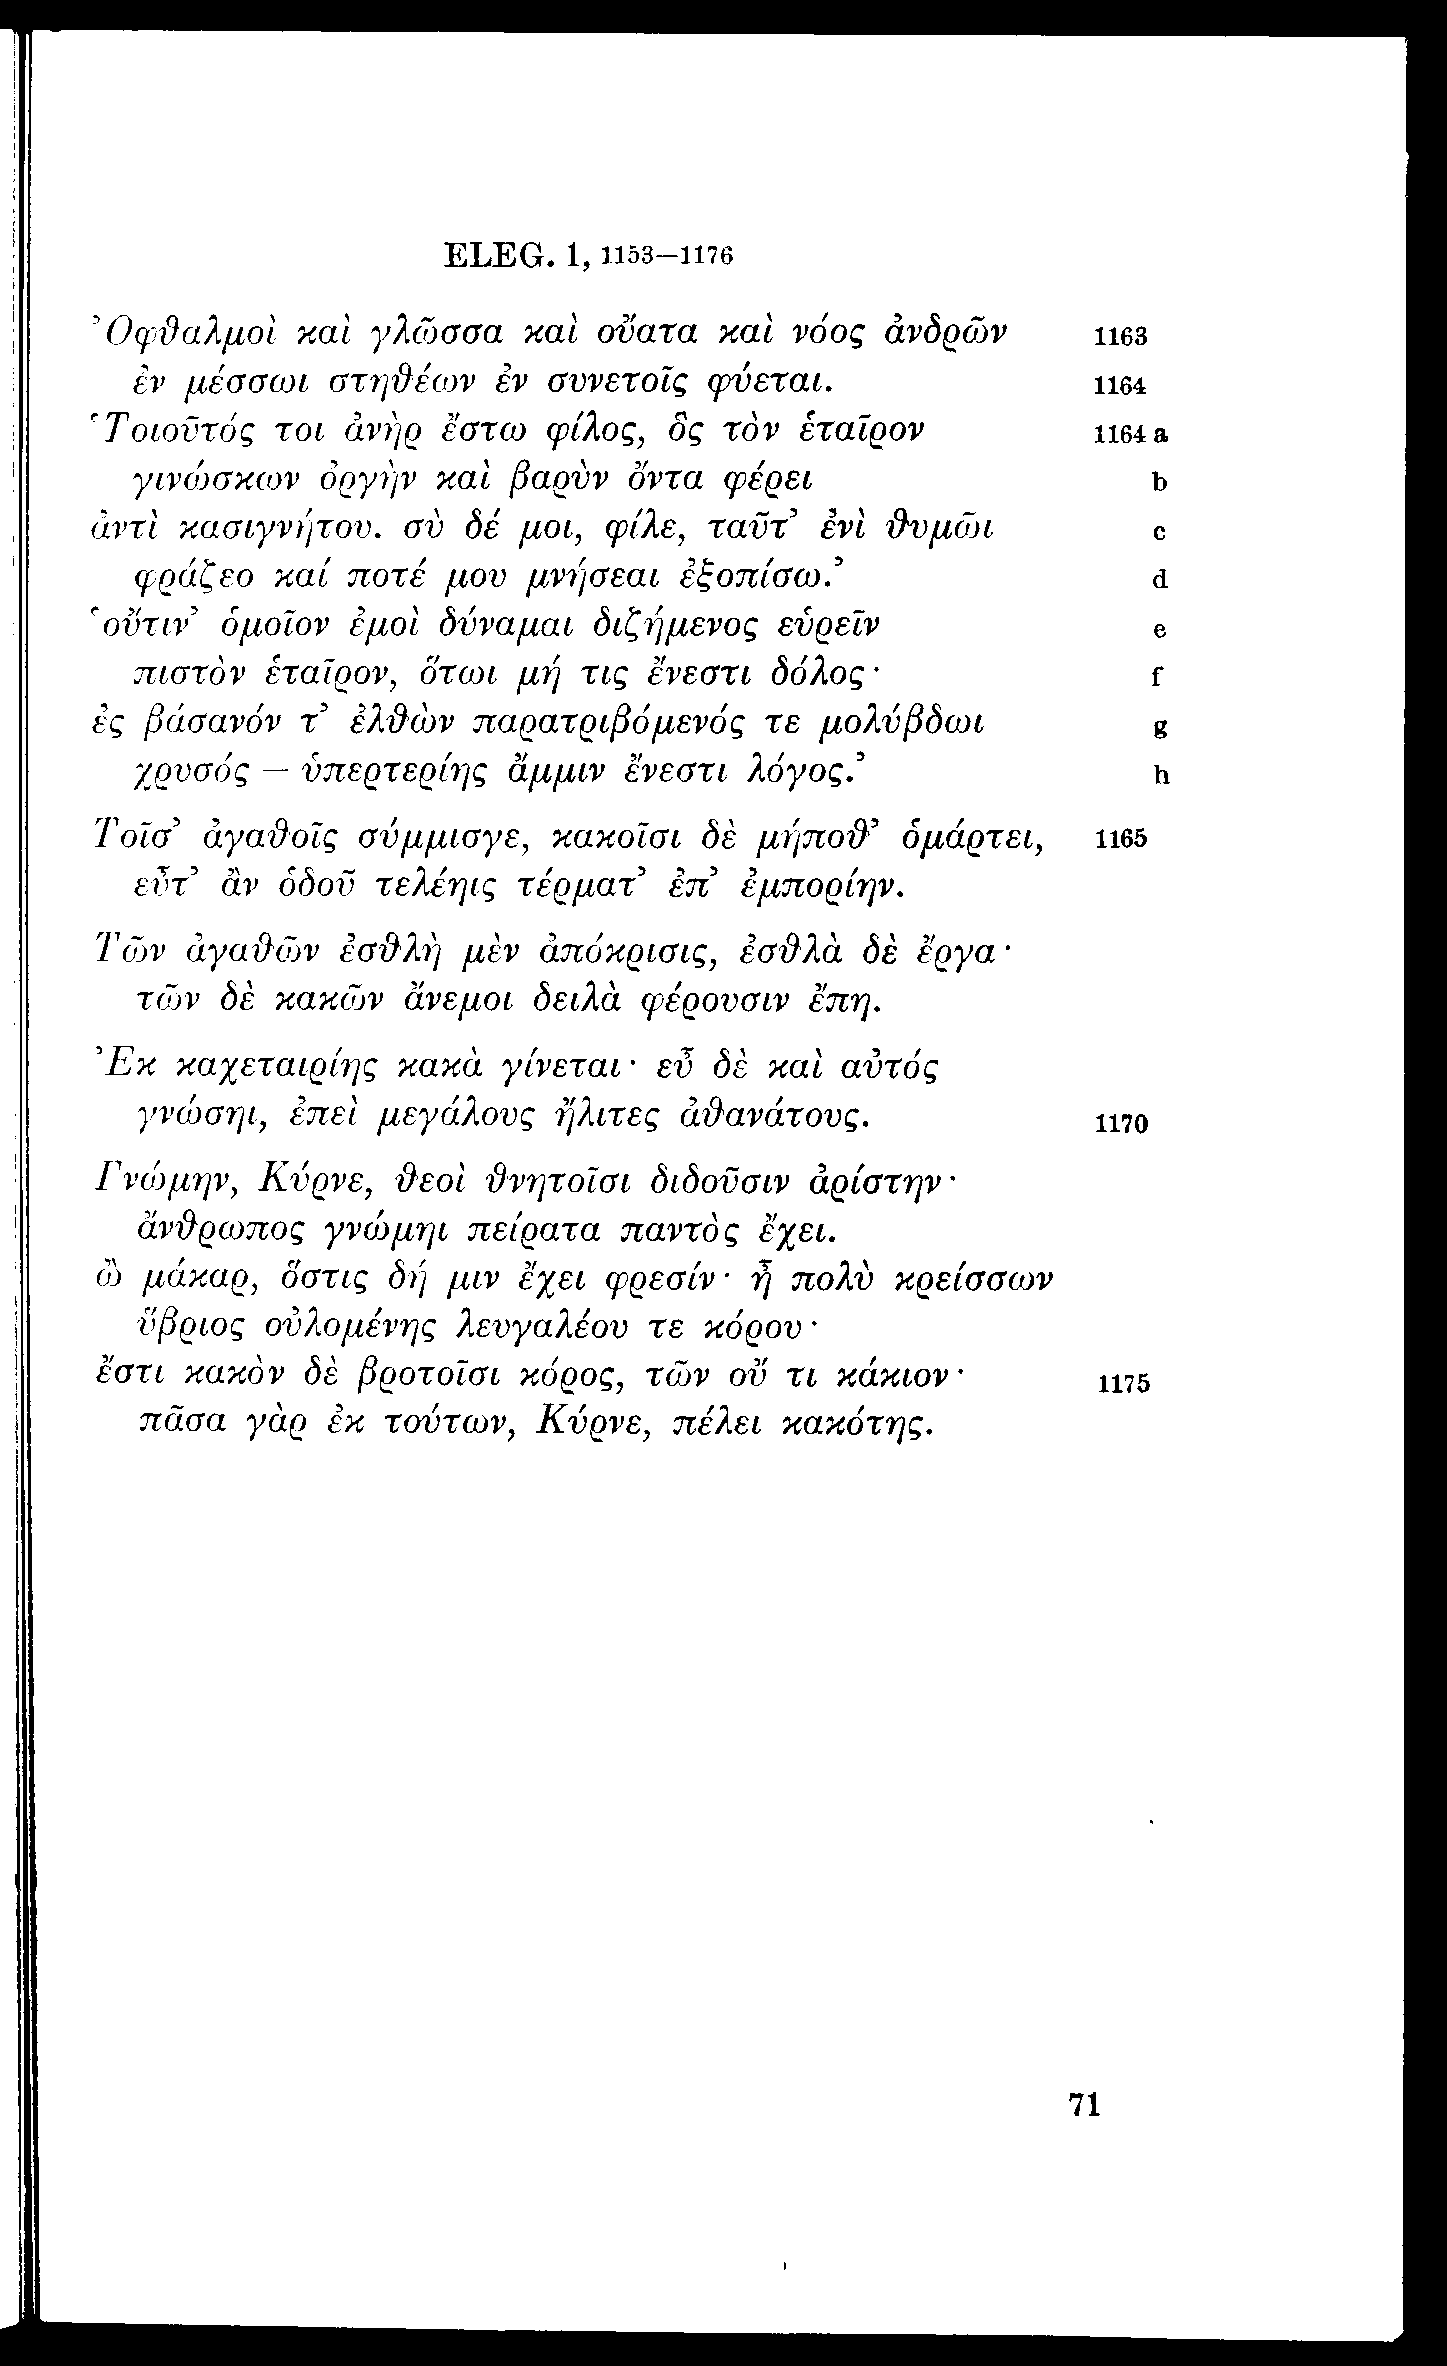 ELEG. 1, 1153—1176
Ὀφθαλμοὶ καὶ γλῶσσα καὶ οὔατα καὶ νόος ἀνδρῶν 1163
ἐν μέσσωι στηθέων ἐν συνετοῖς φύεται. 1164
‘Τοιοῦτός τοι ἀνὴρ ἔστω φίλος, ὃς τὸν ἑταῖρον 1164 a
γινώσκων ὀργὴν καὶ βαρὺν ὄντα φέρει b
ἀντὶ κασιγνήτου. σὺ δέ μοι, φίλε, ταῦτ’ ἐνὶ θυμῶι c
φράζεο καί ποτέ μου μνήσεαι ἐξοπίσω.’ d
‘οὔτιν’ ὁμοῖον ἐμοὶ δύναμαι διζήμενος εὑρεῖν e
πιστὸν ἑταῖρον, ὅτωι μή τις ἔνεστι δόλος· f
ἐς βάσανόν τ’ ἐλθὼν παρατριβόμενός τε μολύβδωι g
χρυσός — ὑπερτερίης ἄμμιν ἔνεστι λόγος.’ h
Τοῖσ’ ἀγαθοῖς σύμμισγε, κακοῖσι δὲ μήποθ’ ὁμάρτει, 1165
εὖτ’ ἂν ὁδοῦ τελέηις τέρματ’ ἐπ’ ἐμπορίην.
Τῶν ἀγαθῶν ἐσθλὴ μὲν ἀπόκρισις, ἐσθλὰ δὲ ἔργα·
τῶν δὲ κακῶν ἄνεμοι δειλὰ φέρουσιν ἔπη.
Ἐκ καχεταιρίης κακὰ γίνεται· εὖ δὲ καὶ αὐτός
γνώσηι, ἐπεὶ μεγάλους ἤλιτες ἀθανάτους. 1170
Γνώμην, Κύρνε, θεοὶ θνητοῖσι διδοῦσιν ἀρίστην·
ἄνθρωπος γνώμηι πείρατα παντὸς ἔχει.
ὢ μάκαρ, ὅστις δή μιν ἔχει φρεσίν· ἦ πολὺ κρείσσων
ὕβριος οὐλομένης λευγαλέου τε κόρου·
ἔστι κακὸν δὲ βροτοῖσι κόρος, τῶν οὔ τι κάκιον· 1175
πᾶσα γὰρ ἐκ τούτων, Κύρνε, πέλει κακότης.
71